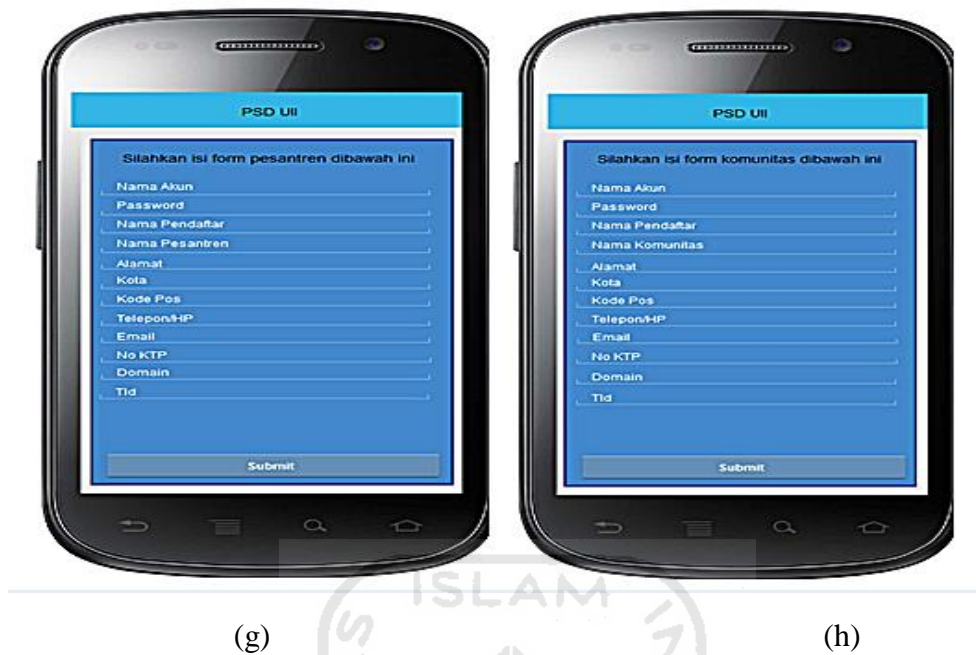 PSD UII
Silahkan isi form pesantren dibawah ini
Nama Akun
Password
Nama Pendaftar
Nama Pesantren
Alamat
Kota
Kode Pos
Telepon/HP
Email
No KTP
Domain
Tld
Submit
PSD UII
Silahkan isi form komunitas dibawah ini
Nama Akun
Password
Nama Pendaftar
Nama Komunitas
Alamat
Kota
Kode Pos
Telepon/HP
Email
No KTP
Domain
Tld
Submit
ISLAM
(g)
(h)